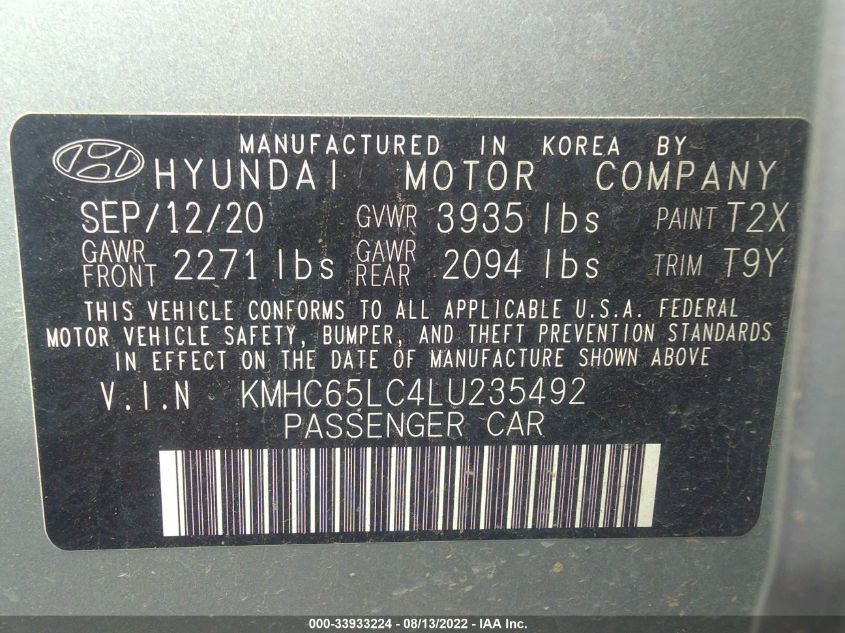 MANUFACTURED IN KOREA BY
HYUNDAI MOTOR COMPANY
SEP/12/20 GVWR 3935 lbs PAINT T2X
GAWR FRONT 2271 lbs GAWR REAR 2094 lbs TRIM T9Y
THIS VEHICLE CONFORMS TO ALL APPLICABLE U.S.A. FEDERAL
MOTOR VEHICLE SAFETY, BUMPER, AND THEFT PREVENTION STANDARDS
IN EFFECT ON THE DATE OF MANUFACTURE SHOWN ABOVE
V.I.N KMHC65LC4LU235492
PASSENGER CAR
000-33933224 - 08/13/2022 - IAA Inc.